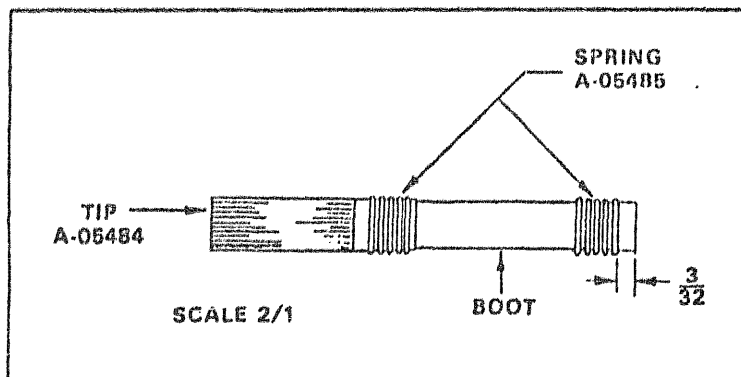 SPRING
A-05485
TIP
A-05484
SCALE 2/1
BOOT
3
32